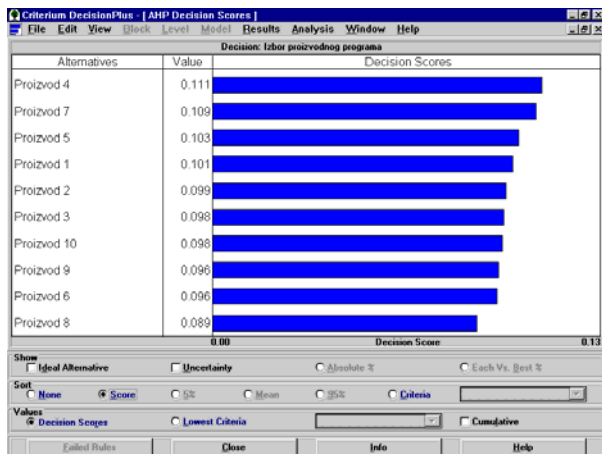 Criterium DecisionPlus - [ AHP Decision Scores ]
File Edit View Block Level Model Results Analysis Window Help
Decision: Izbor proizvodnog programa
Alternatives Value Decision Scores
Proizvod 4 0.111
Proizvod 7 0.109
Proizvod 5 0.103
Proizvod 1 0.101
Proizvod 2 0.099
Proizvod 3 0.098
Proizvod 10 0.098
Proizvod 9 0.096
Proizvod 6 0.096
Proizvod 8 0.089
0.00 Decision Score 0.13
Show
Ideal Alternative Uncertainty Absolute % Each Vs. Best %
Sort
None Score 5% Mean 95% Criteria
Values
Decision Scores Lowest Criteria Cumulative
Failed Rules Close Info Help